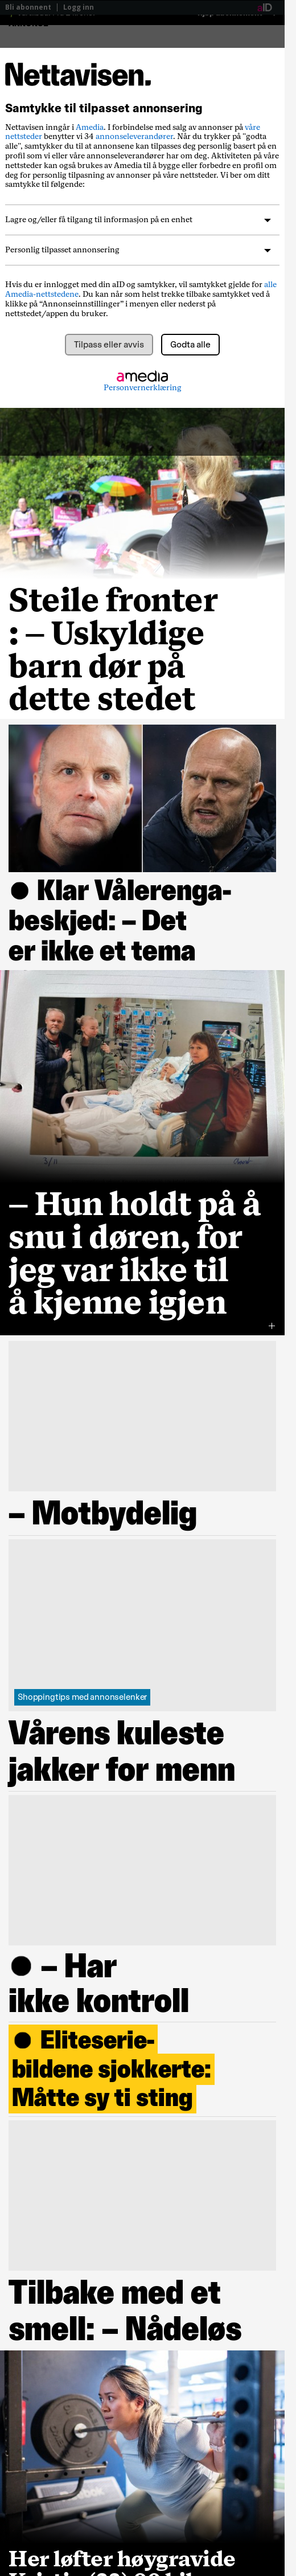 Bli abonnent
Logg inn
aID
Nettavisen.
Samtykke til tilpasset annonsering
Nettavisen inngår i Amedia. I forbindelse med salg av annonser på våre
nettsteder benytter vi 34 annonseleverandører. Når du trykker på "godta
alle", samtykker du til at annonsene kan tilpasses deg personlig basert på en
profil som vi eller våre annonseleverandører har om deg. Aktiviteten på våre
nettsteder kan også brukes av Amedia til å bygge eller forbedre en profil om
deg for personlig tilpasning av annonser på våre nettsteder. Vi ber om ditt
samtykke til følgende:
Lagre og/eller få tilgang til informasjon på en enhet
Personlig tilpasset annonsering
Hvis du er innlogget med din aID og samtykker, vil samtykket gjelde for alle
Amedia-nettstedene. Du kan når som helst trekke tilbake samtykket ved å
klikke på “Annonseinnstillinger” i menyen eller nederst på
nettstedet/appen du bruker.
Tilpass eller avvis
Godta alle
amedia
Personvernerklæring
Steile fronter
: – Uskyldige
barn dør på
dette stedet
● Klar Vålerenga-
beskjed: – Det
er ikke et tema
– Hun holdt på å
snu i døren, for
jeg var ikke til
å kjenne igjen
– Motbydelig
Shoppingtips med annonselenker
Vårens kuleste
jakker for menn
● – Har
ikke kontroll
● Eliteserie-
bildene sjokkerte:
Måtte sy ti sting
Tilbake med et
smell: – Nådeløs
Her løfter høygravide